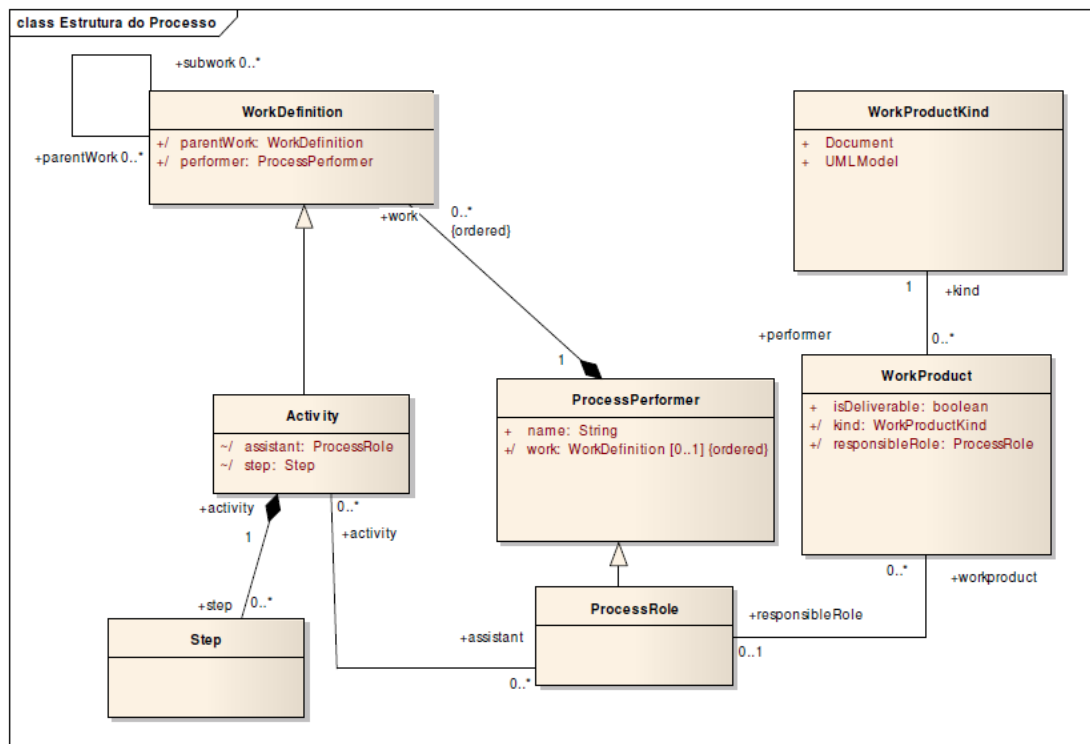 class Estrutura do Processo
+subwork 0..*
WorkDefinition
+/ parentWork: WorkDefinition
+/ performer: ProcessPerformer
+parentWork 0..*
WorkProductKind
+ Document
+ UMLModel
+work
0..*
{ordered}
1
+kind
+performer
0..*
1
WorkProduct
+ isDeliverable: boolean
+/ kind: WorkProductKind
+/ responsibleRole: ProcessRole
ProcessPerformer
+ name: String
+/ work: WorkDefinition [0..1] {ordered}
Activity
~/ assistant: ProcessRole
~/ step: Step
+activity
1
0..*
+activity
+step
0..*
Step
0..*
+workproduct
ProcessRole
+assistant
0..*
+responsibleRole
0..1